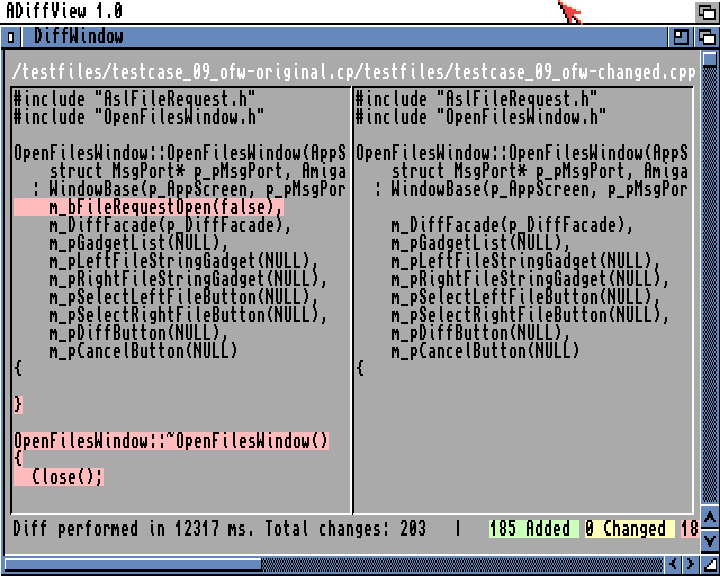 ADiffView 1.0
DiffWindow
/testfiles/testcase_09_ofw-original.cp/testfiles/testcase_09_ofw-changed.cpp
#include "AslFileRequest.h"
#include "OpenFilesWindow.h"
OpenFilesWindow::OpenFilesWindow(AppS
struct MsgPort* p_pMsgPort, Amiga
: WindowBase(p_AppScreen, p_pMsgPor
m_bFileRequestOpen(false),
m_DiffFacade(p_DiffFacade),
m_pGadgetList(NULL),
m_pLeftFileStringGadget(NULL),
m_pRightFileStringGadget(NULL),
m_pSelectLeftFileButton(NULL),
m_pSelectRightFileButton(NULL),
m_pDiffButton(NULL),
m_pCancelButton(NULL)
{
}
OpenFilesWindow::~OpenFilesWindow()
{
Close();
#include "AslFileRequest.h"
#include "OpenFilesWindow.h"
OpenFilesWindow::OpenFilesWindow(AppS
struct MsgPort* p_pMsgPort, Amiga
: WindowBase(p_AppScreen, p_pMsgPor
m_DiffFacade(p_DiffFacade),
m_pGadgetList(NULL),
m_pLeftFileStringGadget(NULL),
m_pRightFileStringGadget(NULL),
m_pSelectLeftFileButton(NULL),
m_pSelectRightFileButton(NULL),
m_pDiffButton(NULL),
m_pCancelButton(NULL)
{
Diff performed in 12317 ms. Total changes: 203 | 185 Added 0 Changed 18